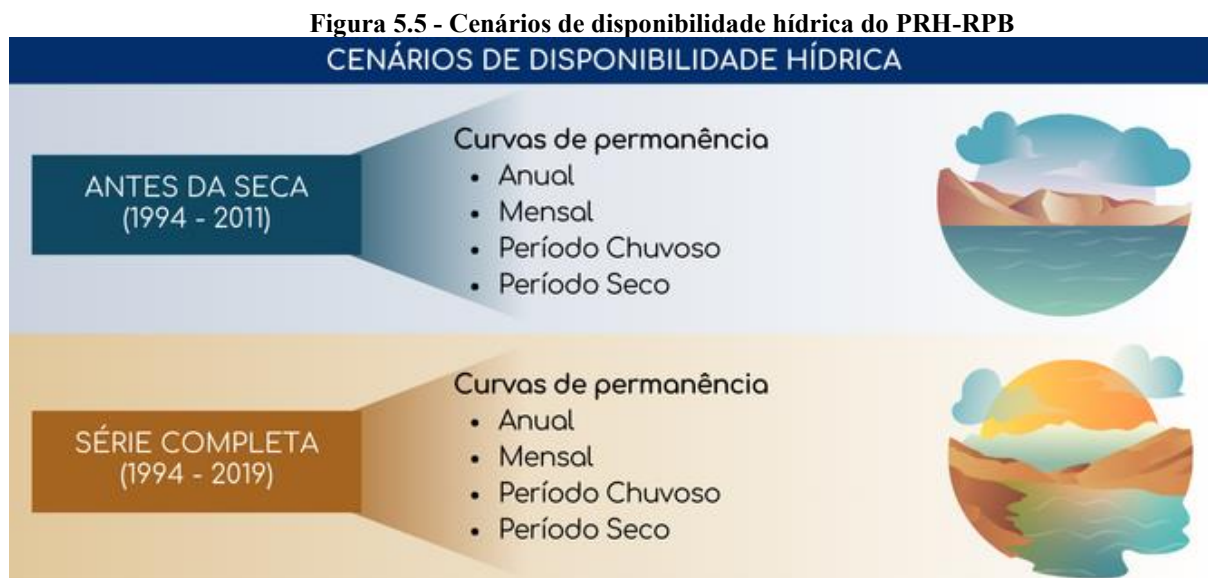 Figura 5.5 - Cenários de disponibilidade hídrica do PRH-RPB
CENÁRIOS DE DISPONIBILIDADE HÍDRICA
ANTES DA SECA
(1994 - 2011)
Curvas de permanência
• Anual
• Mensal
• Período Chuvoso
• Período Seco
SÉRIE COMPLETA
(1994 - 2019)
Curvas de permanência
• Anual
• Mensal
• Período Chuvoso
• Período Seco